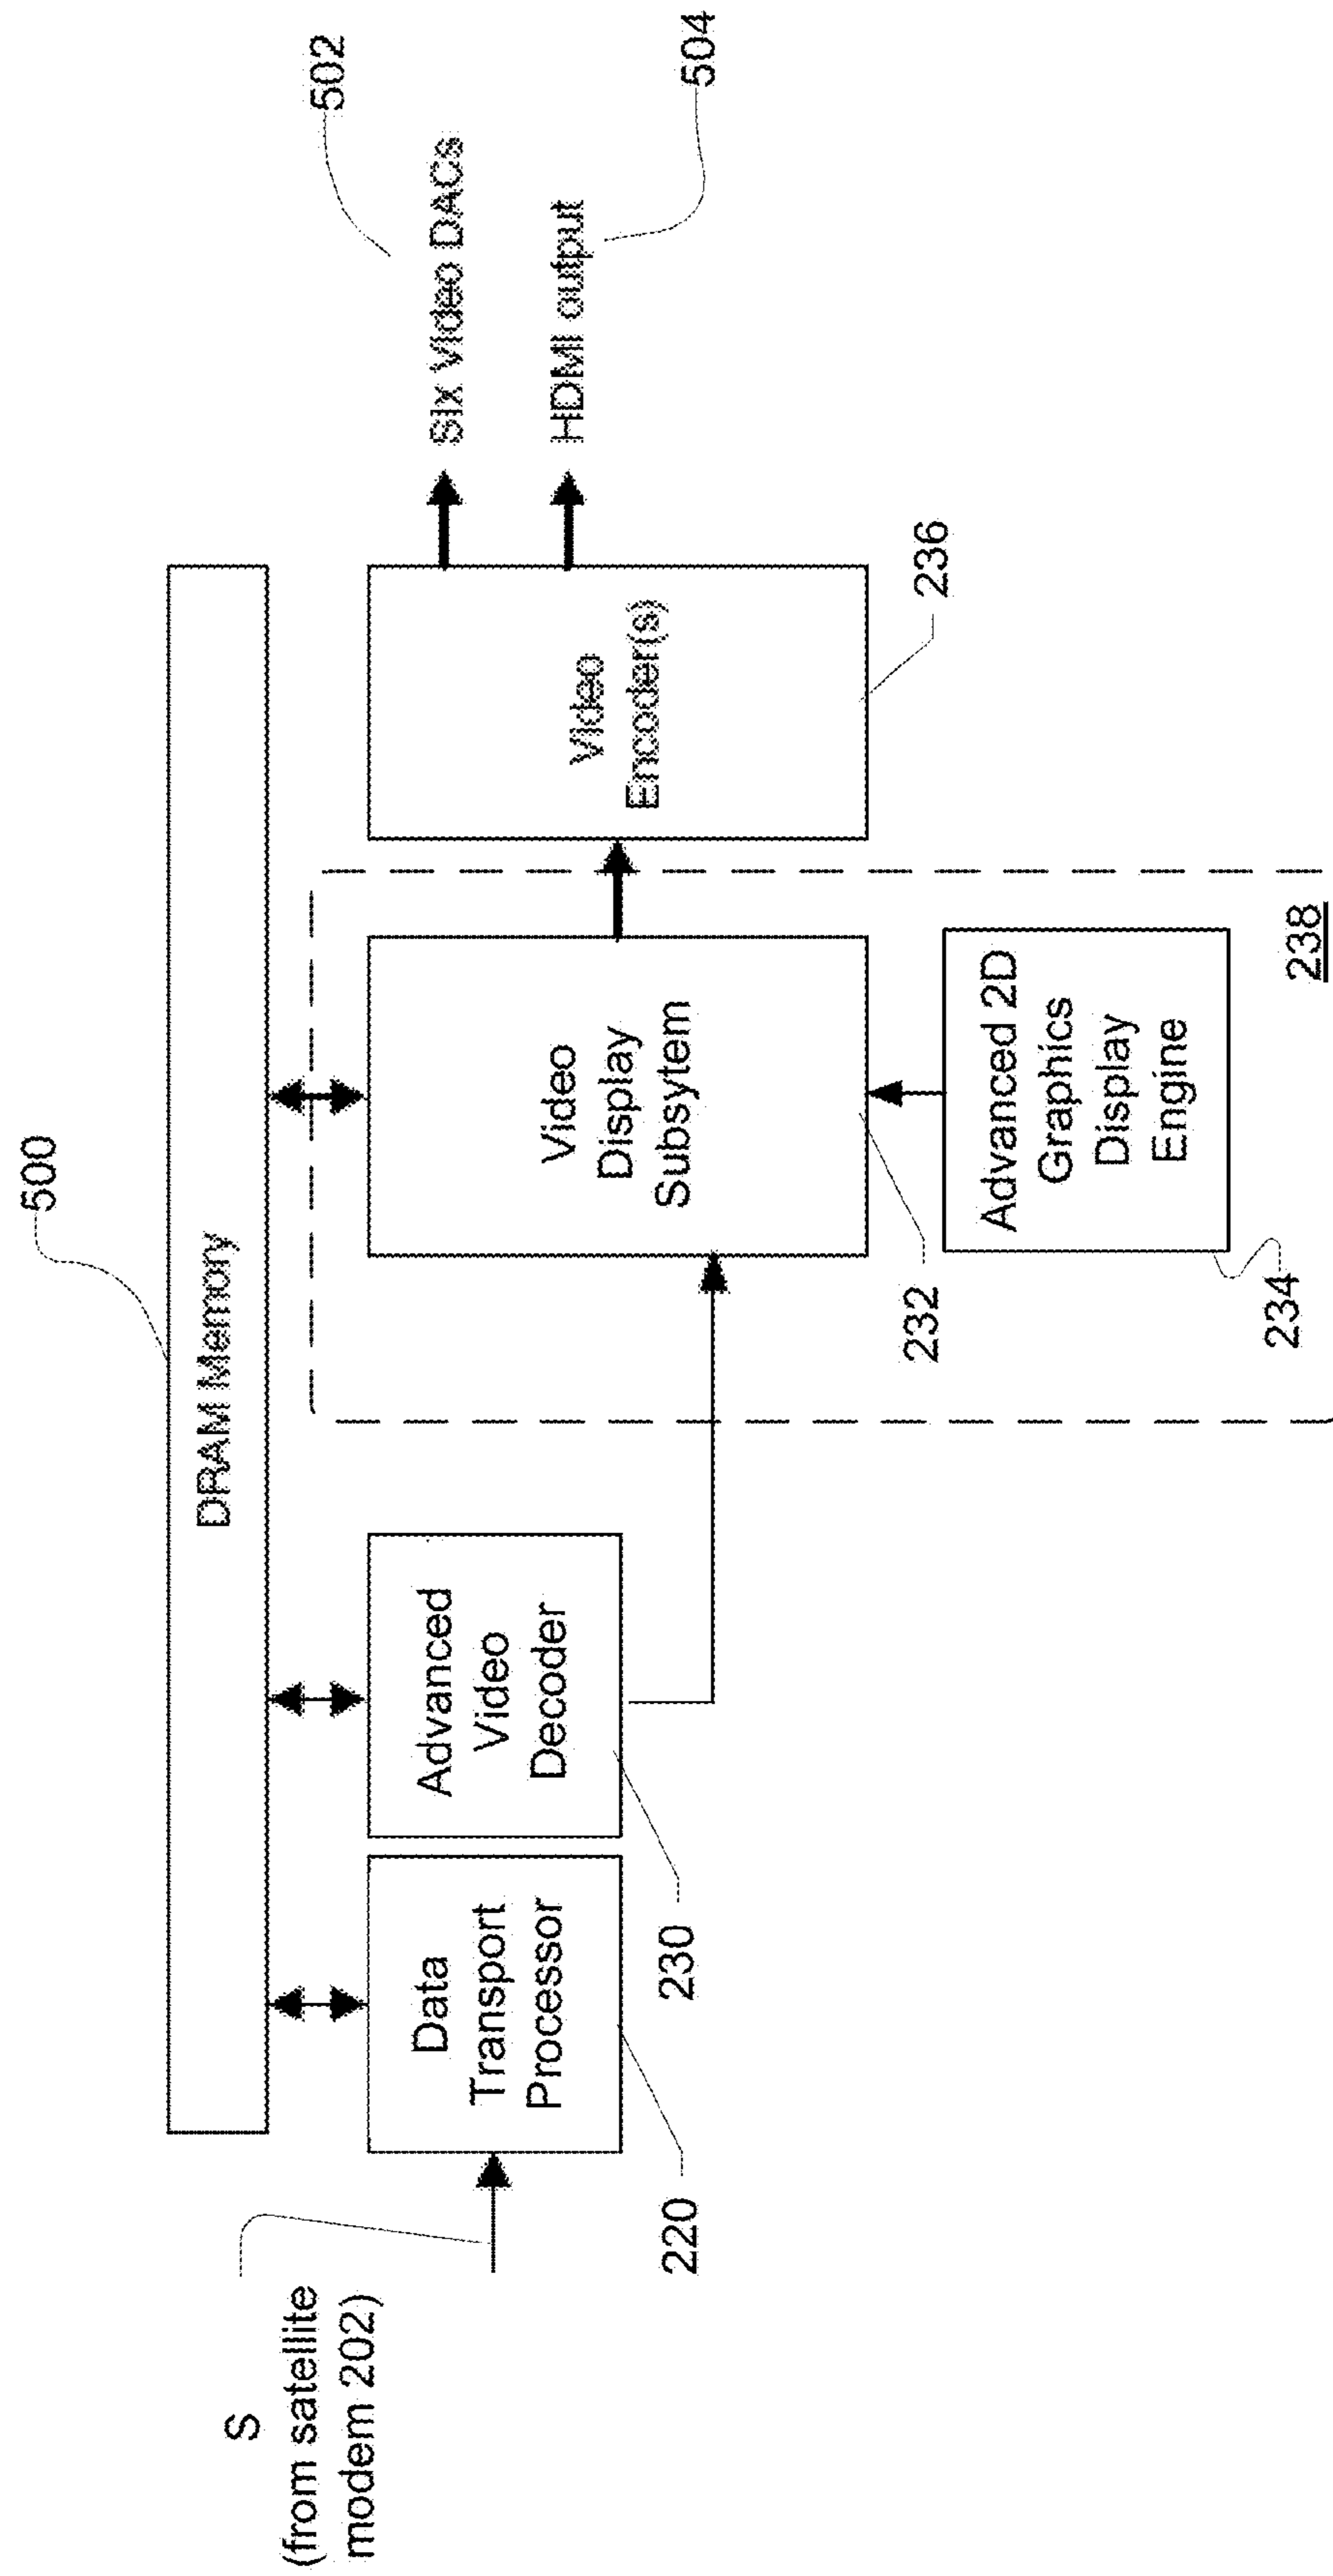 500
DRAM Memory
S
(from satellite
modem 202)
Data
Transport
Processor
220
Advanced
Video
Decoder
230
Video
Display
Subsytem
232
Advanced 2D
Graphics
Display
Engine
234
238
Video
Encoder(s)
236
Six Video DACs
502
HDMI output
504